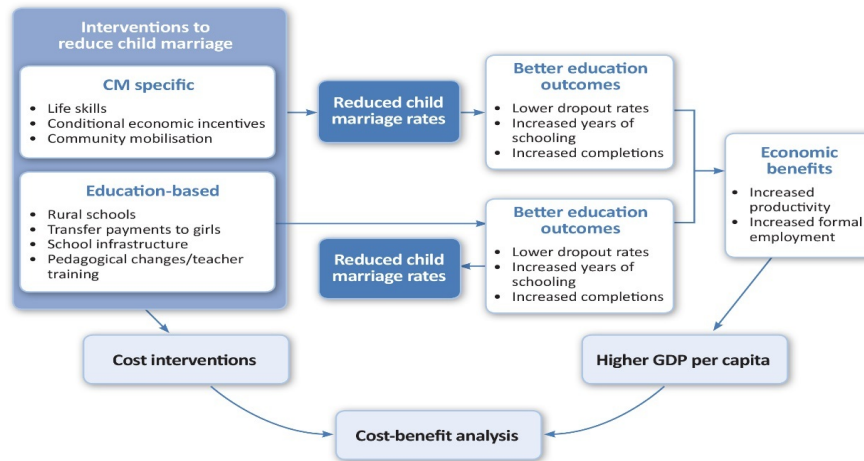 Interventions to
reduce child marriage
CM specific
• Life skills
• Conditional economic incentives
• Community mobilisation
Education-based
• Rural schools
• Transfer payments to girls
• School infrastructure
• Pedagogical changes/teacher
training
Reduced child
marriage rates
Better education
outcomes
• Lower dropout rates
• Increased years of
schooling
• Increased completions
Reduced child
marriage rates
Better education
outcomes
• Lower dropout rates
• Increased years of
schooling
• Increased completions
Economic
benefits
• Increased
productivity
• Increased formal
employment
Cost interventions
Higher GDP per capita
Cost-benefit analysis